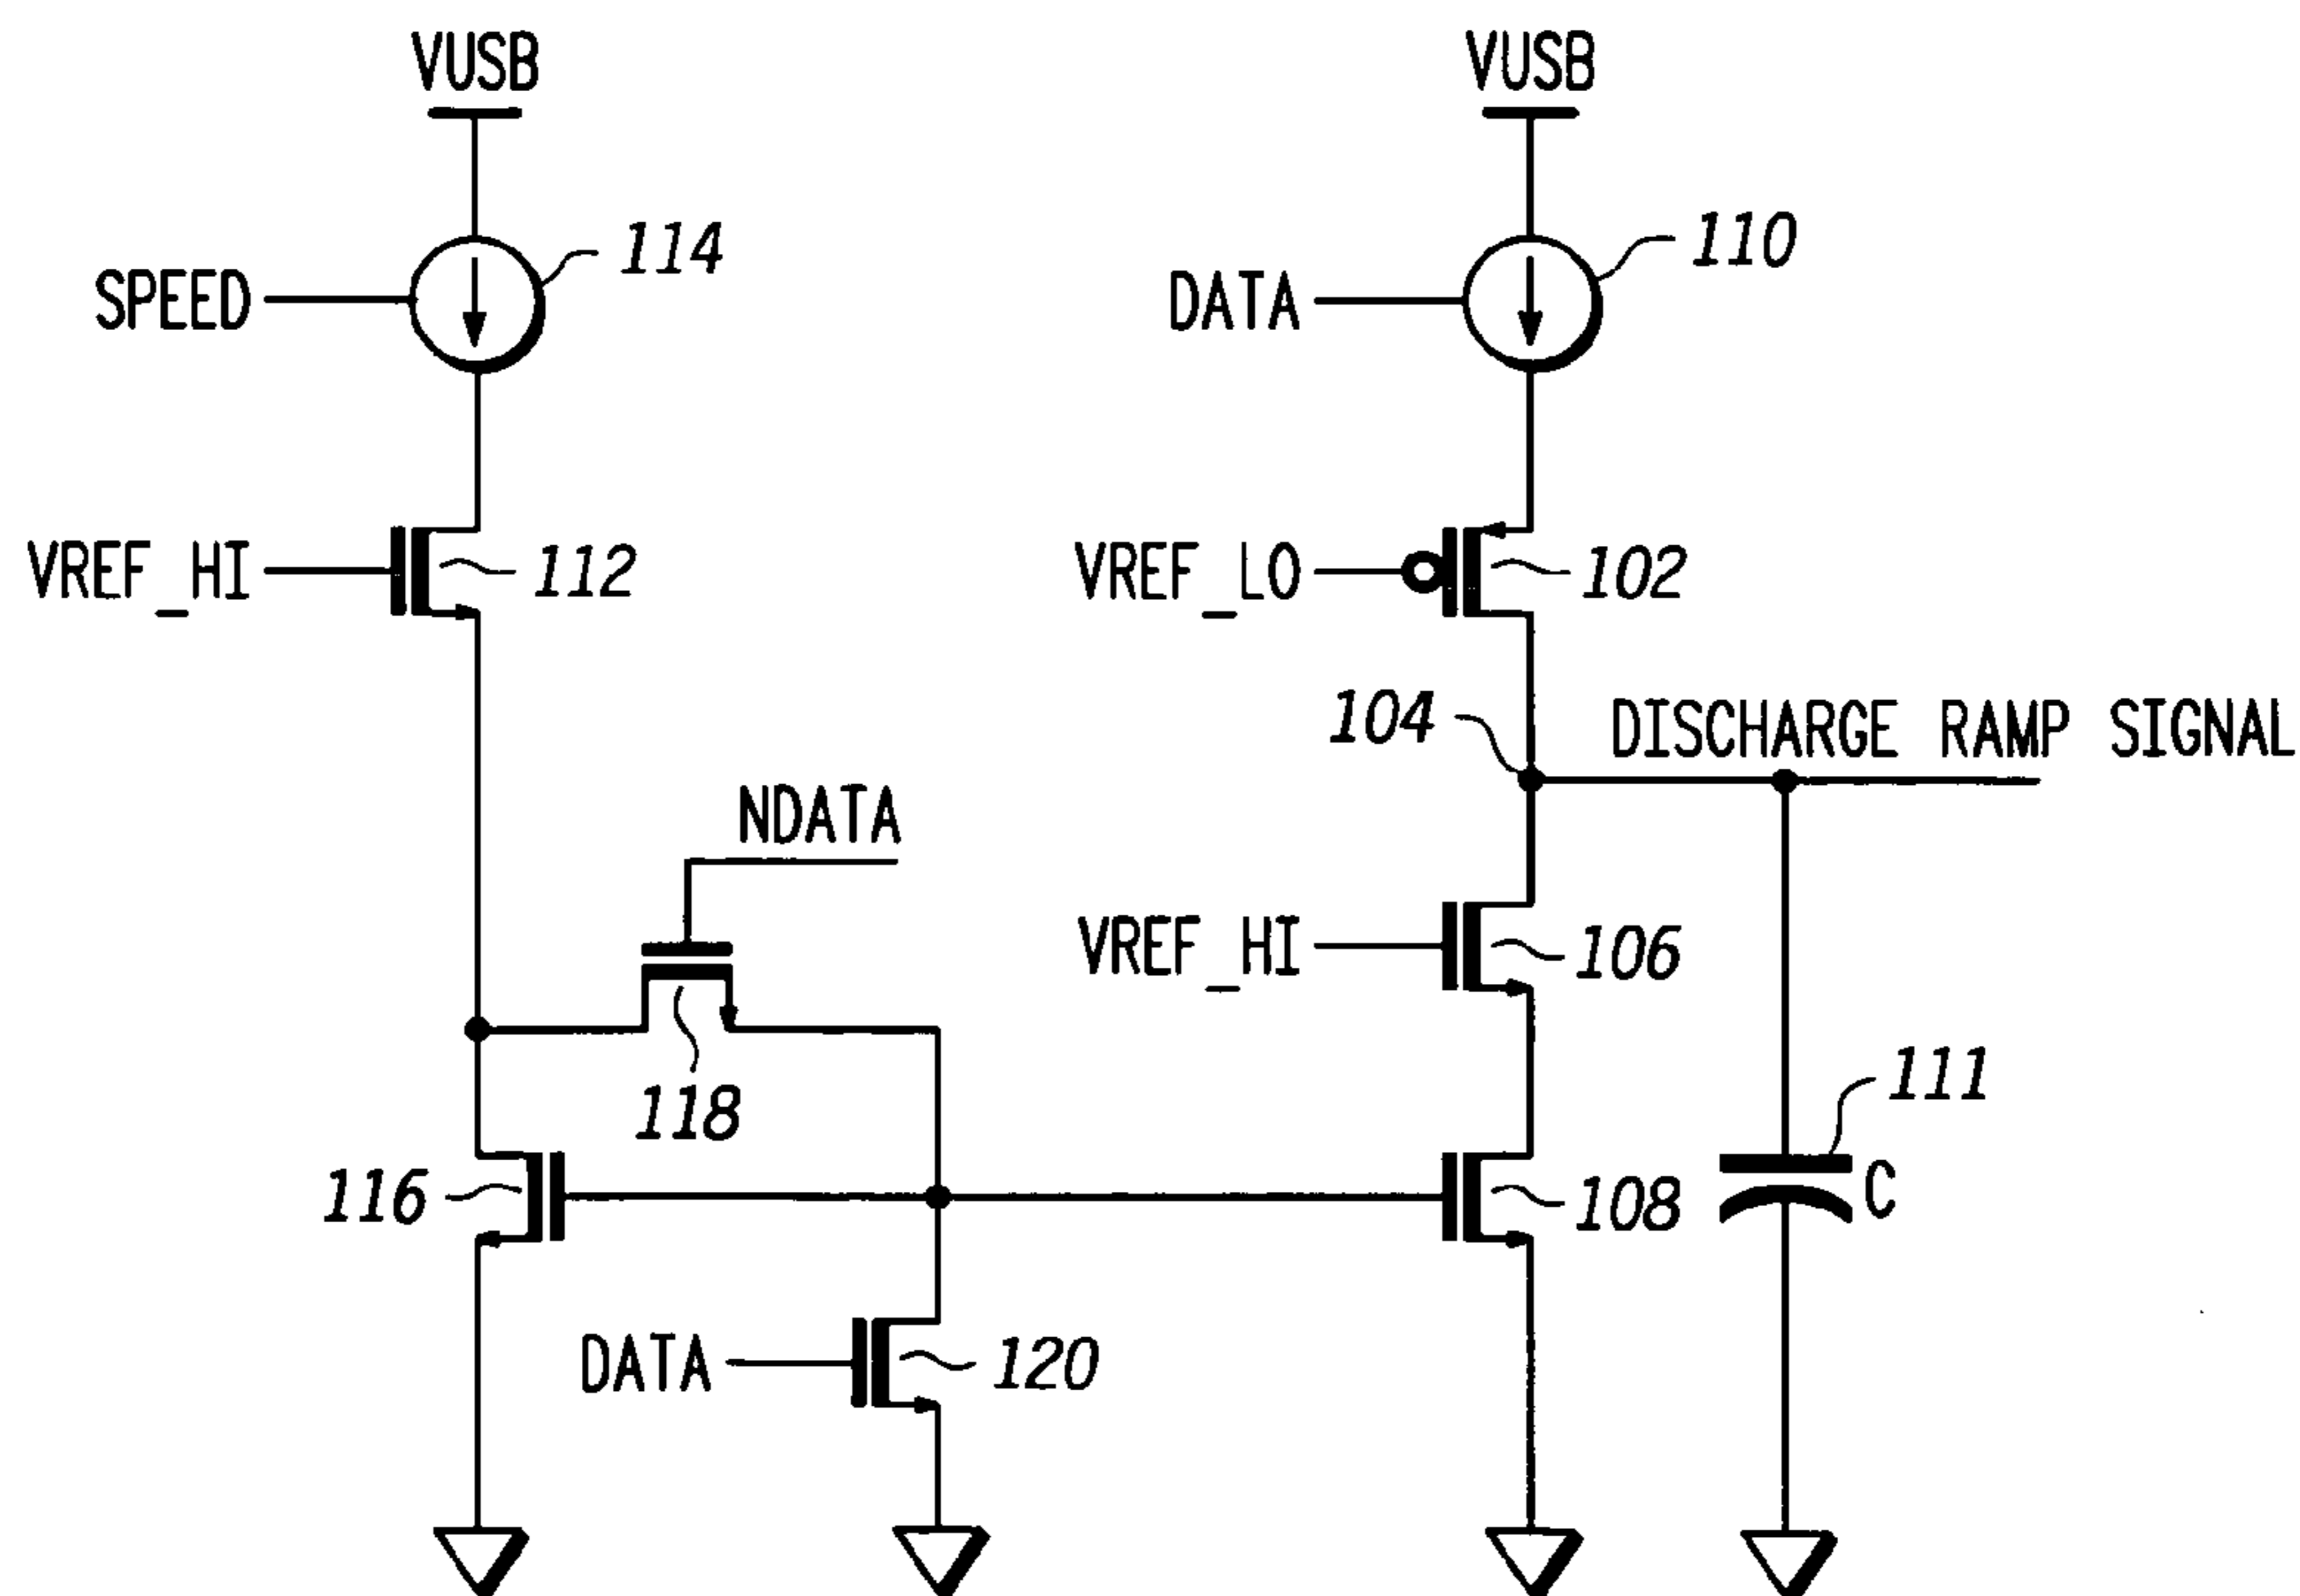 VUSB
VUSB
114
110
SPEED
DATA
VREF_HI
112
VREF_LO
102
104
DISCHARGE RAMP SIGNAL
NDATA
VREF_HI
106
118
111
116
108
C
DATA
120